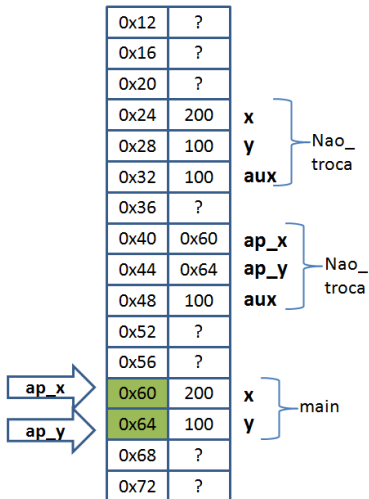 0x12 ?
0x16 ?
0x20 ?
0x24 200 x
0x28 100 y
0x32 100 aux
Nao_
troca
0x36 ?
0x40 0x60 ap_x
0x44 0x64 ap_y
0x48 100 aux
Nao_
troca
0x52 ?
0x56 ?
ap_x 0x60 200 x
ap_y 0x64 100 y
main
0x68 ?
0x72 ?